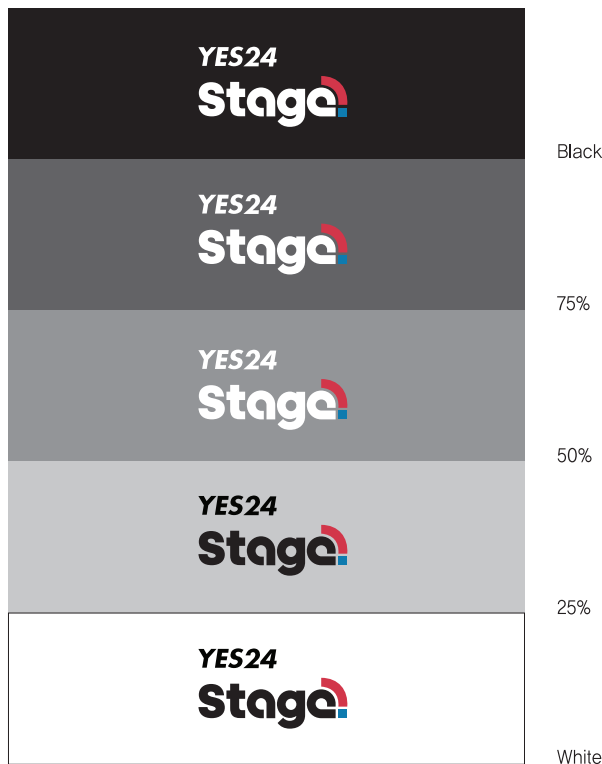 YES24
Stage
Black
YES24
Stage
75%
YES24
Stage
50%
YES24
Stage
25%
YES24
Stage
White